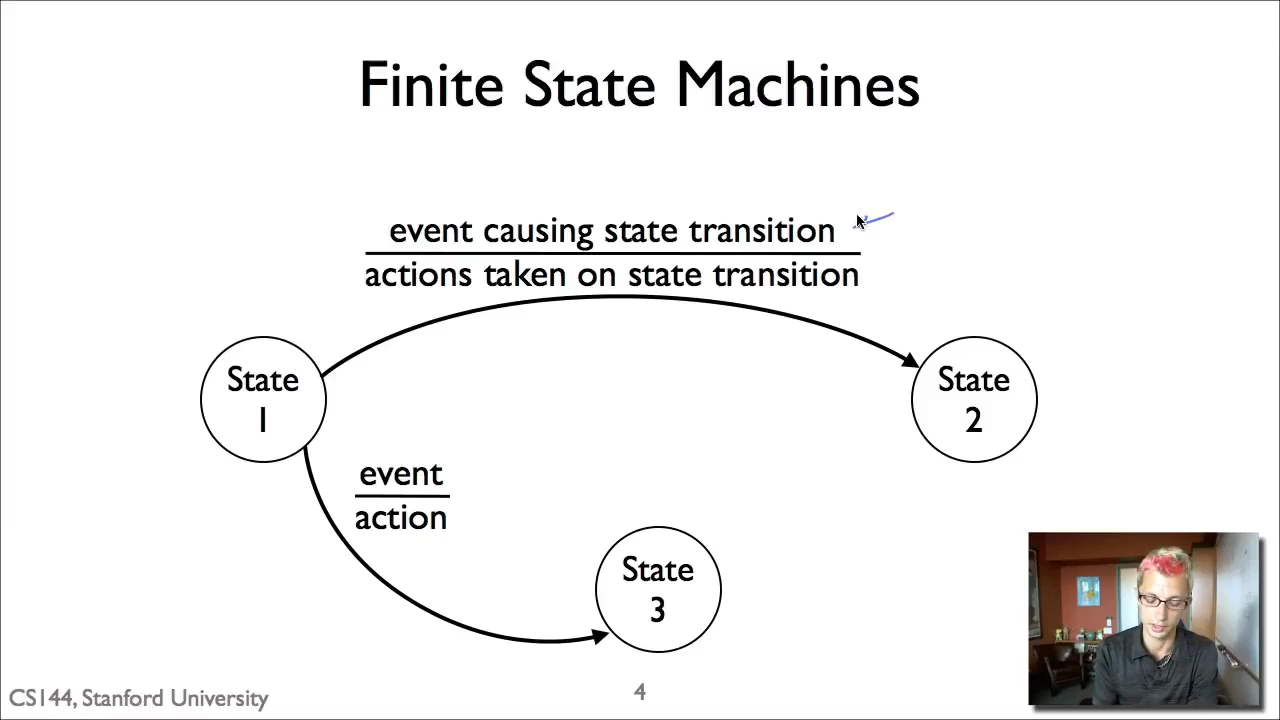 Finite State Machines
event causing state transition
actions taken on state transition
State
1
State
2
event
action
State
3
CS144, Stanford University
4